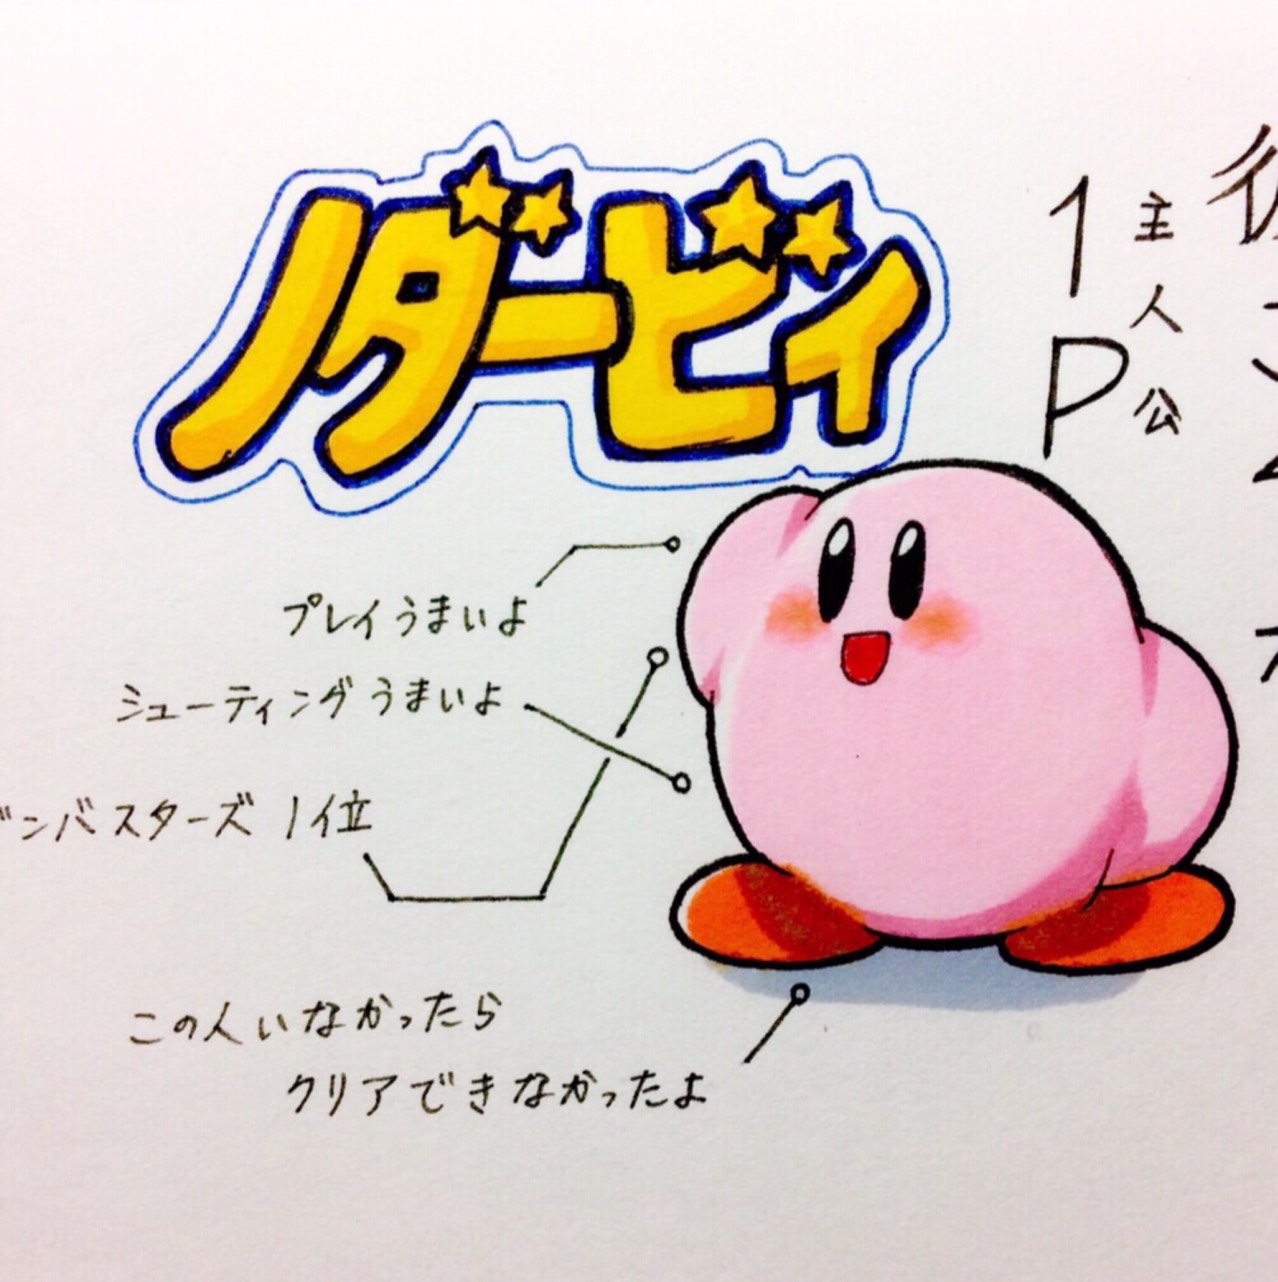 ノダービィ
1P
主人公
プレイうまいよ
シューティングうまいよ
ンバスターズ 1位
この人いなかったら
クリアできなかったよ